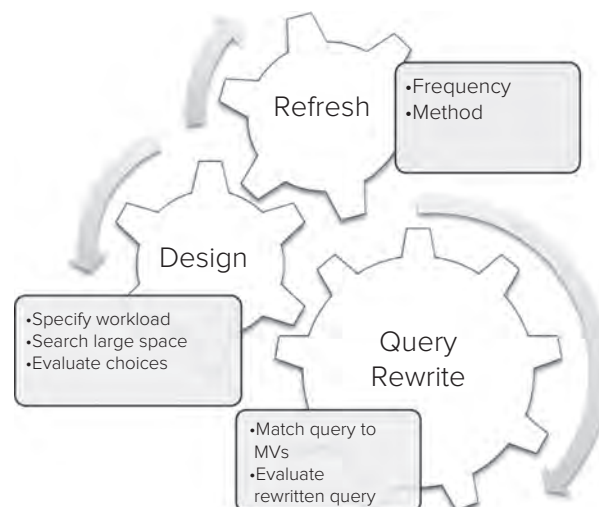 Refresh
•Frequency
•Method
Design
•Specify workload
•Search large space
•Evaluate choices
Query
Rewrite
•Match query to
MVs
•Evaluate
rewritten query